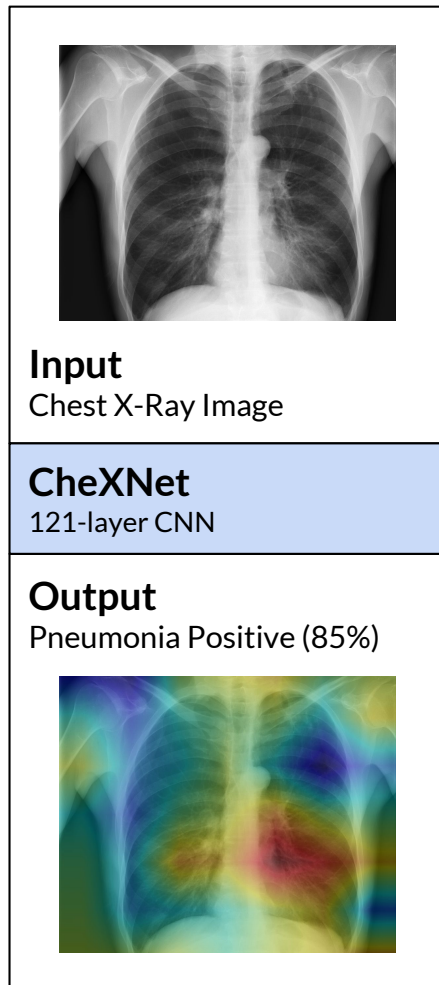 Input
Chest X-Ray Image
CheXNet
121-layer CNN
Output
Pneumonia Positive (85%)